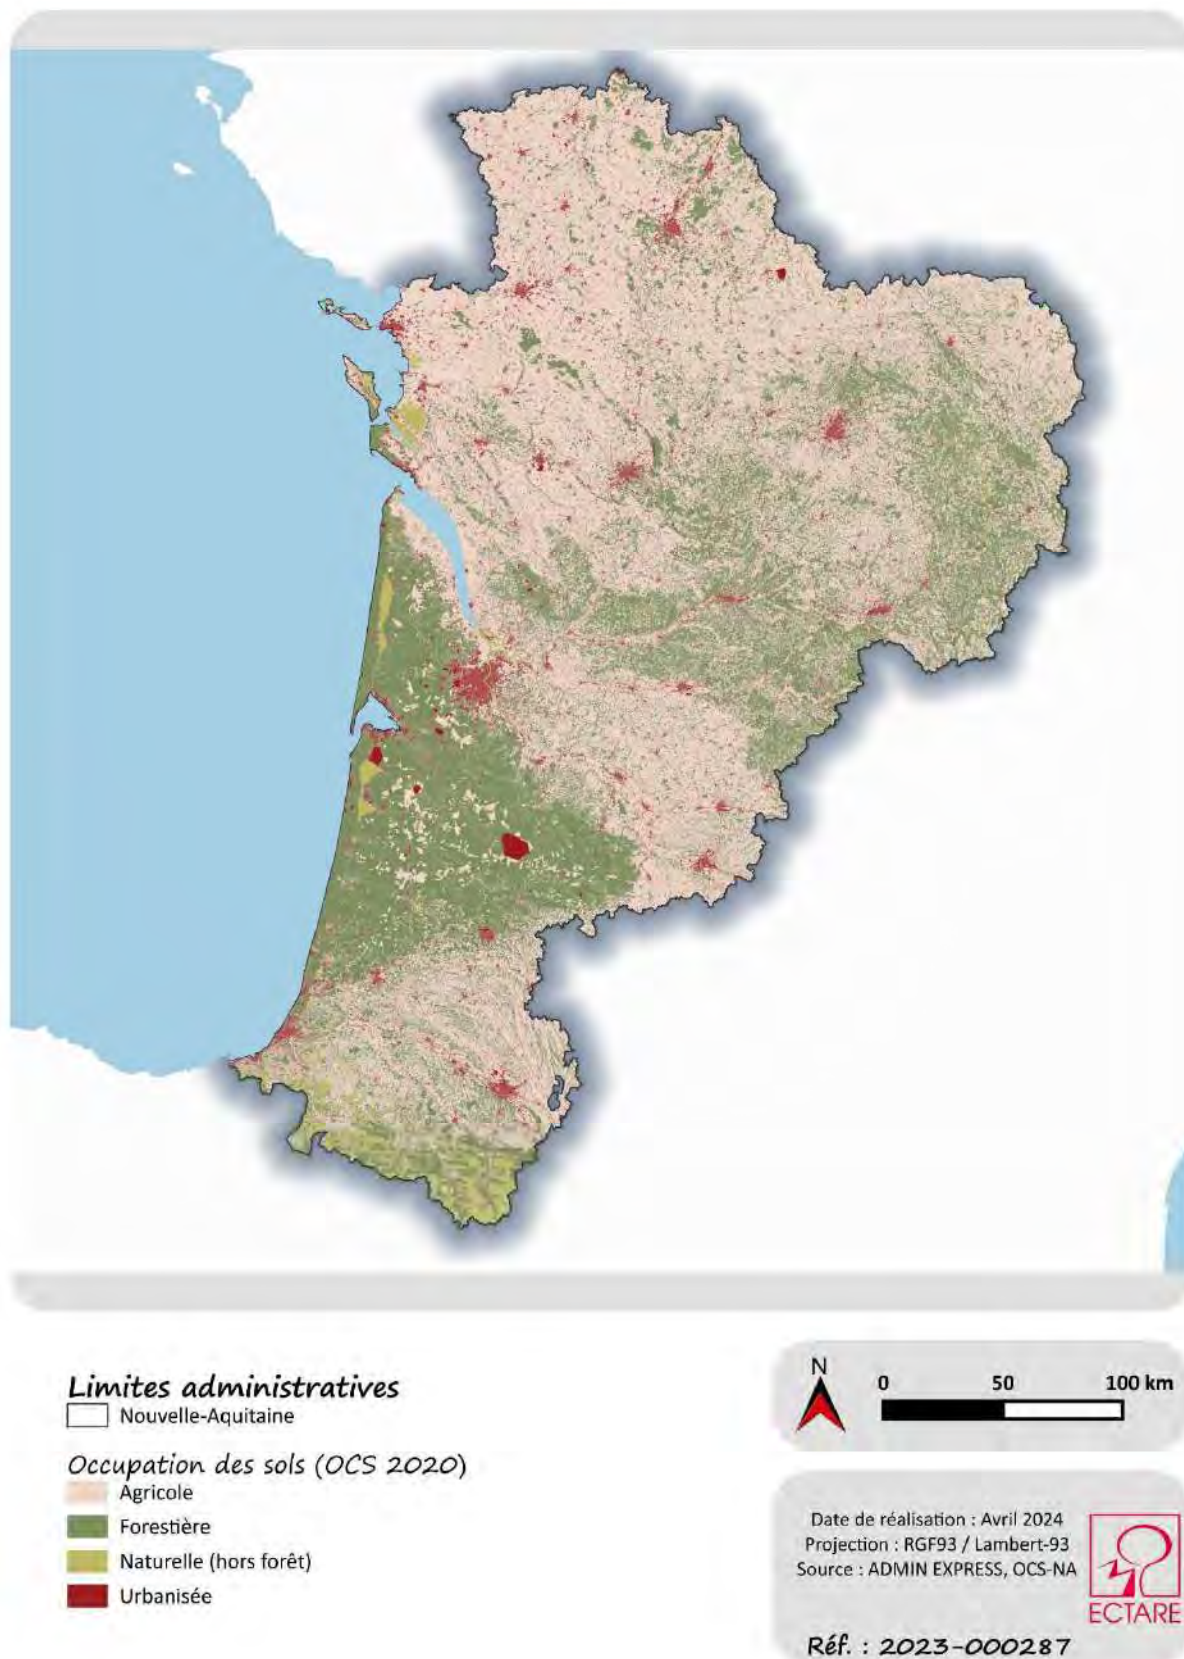 Limites administratives
Nouvelle-Aquitaine
Occupation des sols (OCS 2020)
Agricole
Forestière
Naturelle (hors forêt)
Urbanisée
N
0 50 100 km
Date de réalisation : Avril 2024
Projection : RGF93 / Lambert-93
Source : ADMIN EXPRESS, OCS-NA
ECTARE
Réf. : 2023-000287